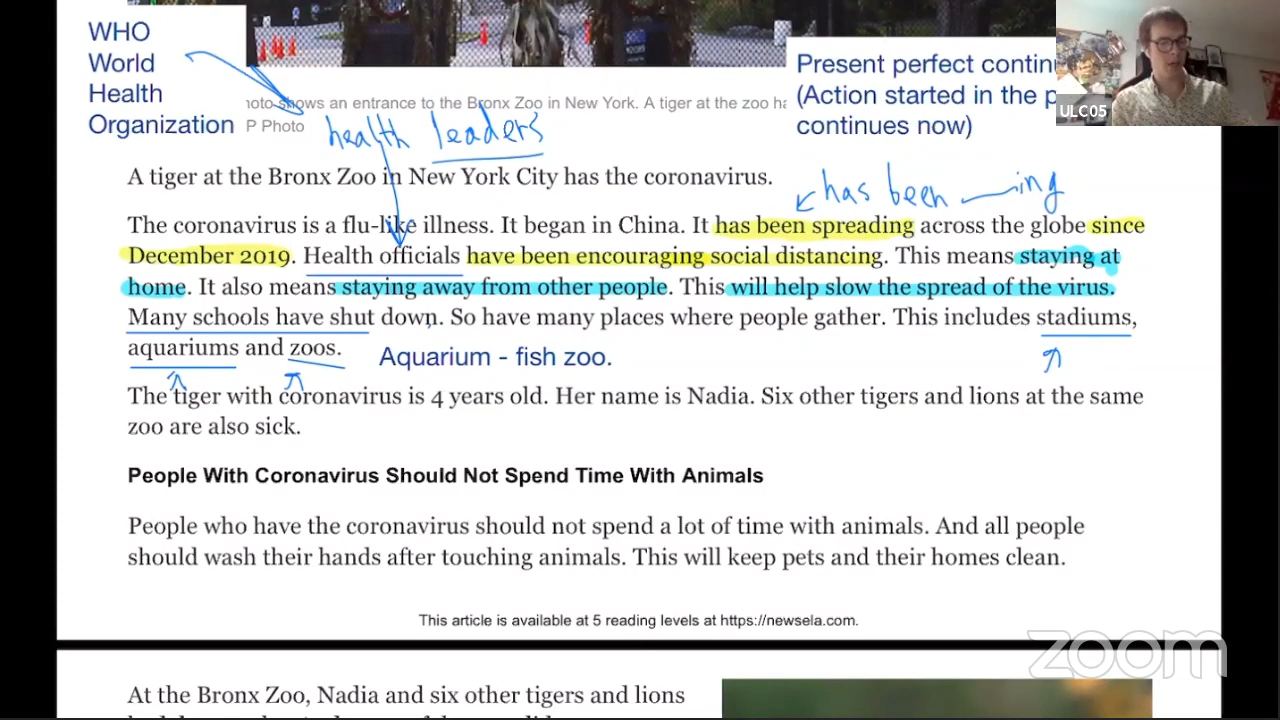 WHO
World
Health
Organization
Present perfect contin
(Action started in the p
continues now)
ULC05
hoto shows an entrance to the Bronx Zoo in New York. A tiger at the zoo ha
P Photo
health leaders
A tiger at the Bronx Zoo in New York City has the coronavirus.
has been ing
The coronavirus is a flu-like illness. It began in China. It has been spreading across the globe since
December 2019. Health officials have been encouraging social distancing. This means staying at
home. It also means staying away from other people. This will help slow the spread of the virus.
Many schools have shut down. So have many places where people gather. This includes stadiums,
aquariums and zoos.
Aquarium - fish zoo.
The tiger with coronavirus is 4 years old. Her name is Nadia. Six other tigers and lions at the same
zoo are also sick.
People With Coronavirus Should Not Spend Time With Animals
People who have the coronavirus should not spend a lot of time with animals. And all people
should wash their hands after touching animals. This will keep pets and their homes clean.
This article is available at 5 reading levels at https://newsela.com.
zoom
At the Bronx Zoo, Nadia and six other tigers and lions